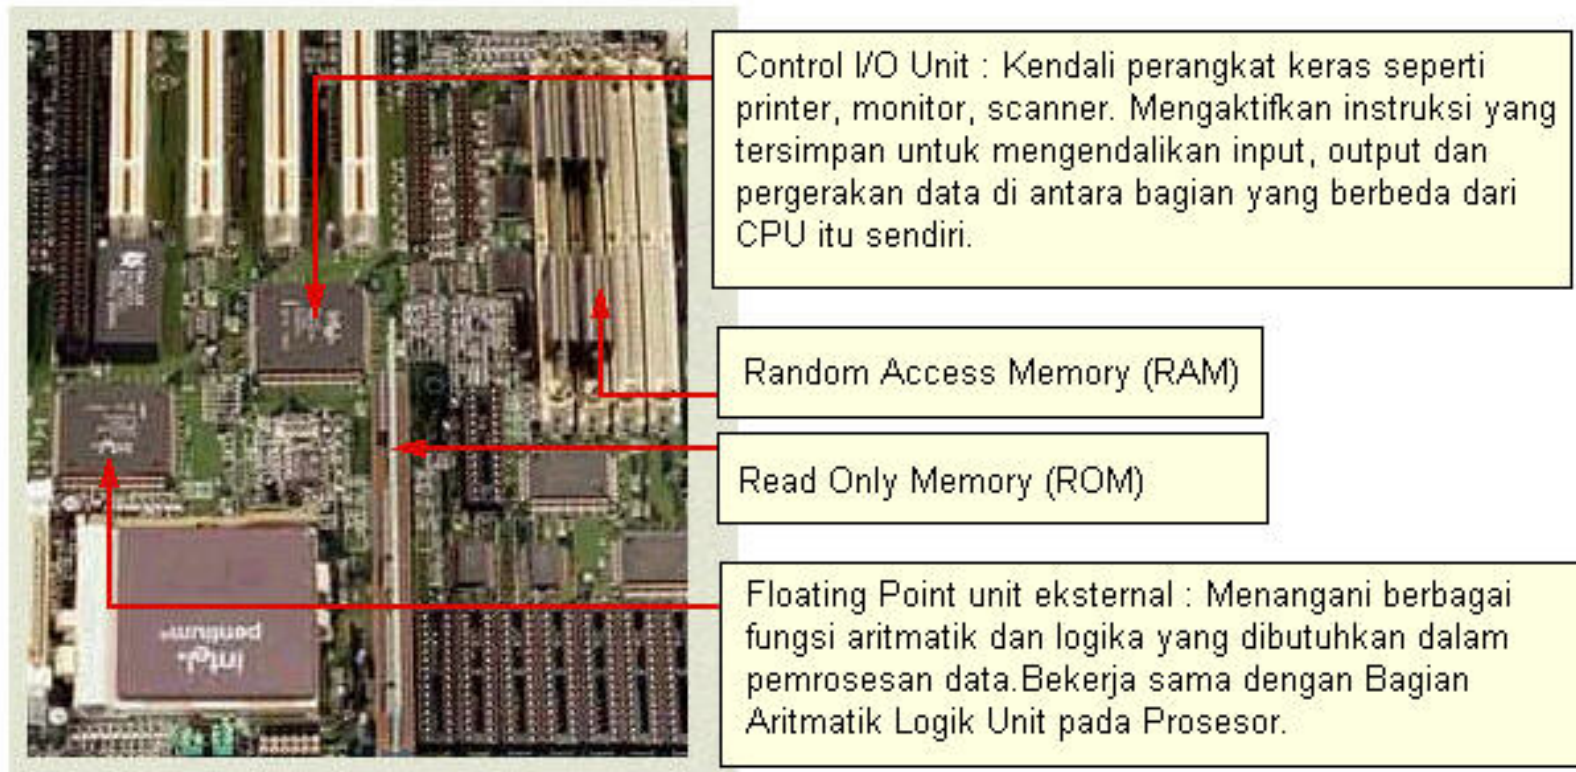 Control I/O Unit : Kendali perangkat keras seperti
printer, monitor, scanner. Mengaktifkan instruksi yang
tersimpan untuk mengendalikan input, output dan
pergerakan data di antara bagian yang berbeda dari
CPU itu sendiri.
Random Access Memory (RAM)
Read Only Memory (ROM)
Floating Point unit eksternal : Menangani berbagai
fungsi aritmatik dan logika yang dibutuhkan dalam
pemrosesan data.Bekerja sama dengan Bagian
Aritmatik Logik Unit pada Prosesor.
intel.
pentium®